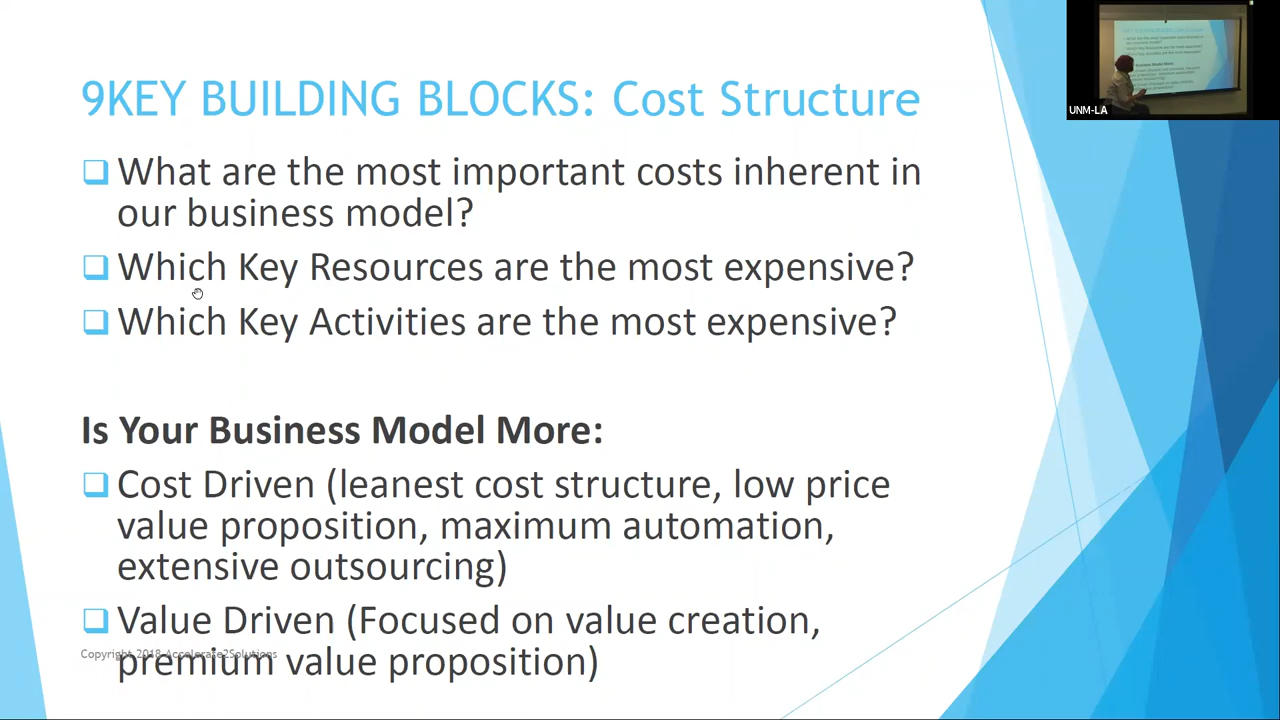 9KEY BUILDING BLOCKS: Cost Structure
What are the most important costs inherent in
our business model?
Which Key Resources are the most expensive?
Which Key Activities are the most expensive?
Is Your Business Model More:
Cost Driven (leanest cost structure, low price
value proposition, maximum automation,
extensive outsourcing)
Value Driven (Focused on value creation,
premium value proposition)
Copyright 2018 Accelerate2Solutions
UNM-LA